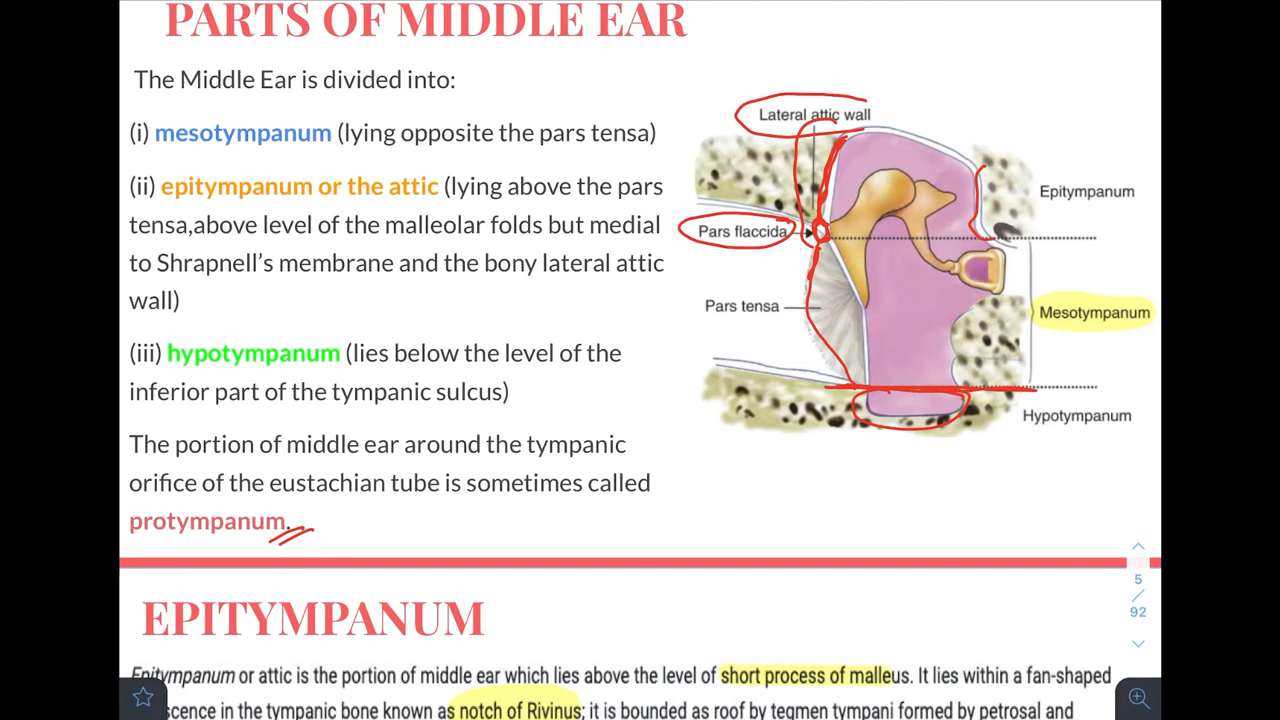 PARTS OF MIDDLE EAR
The Middle Ear is divided into:
(i) mesotympanum (lying opposite the pars tensa)
(ii) epitympanum or the attic (lying above the pars
tensa,above level of the malleolar folds but medial
to Shrapnell’s membrane and the bony lateral attic
wall)
(iii) hypotympanum (lies below the level of the
inferior part of the tympanic sulcus)
The portion of middle ear around the tympanic
orifice of the eustachian tube is sometimes called
protympanum.
Lateral attic wall
Epitympanum
Pars flaccida
Pars tensa
Mesotympanum
Hypotympanum
5
/
92
EPITYMPANUM
Epitympanum or attic is the portion of middle ear which lies above the level of short process of malleus. It lies within a fan-shaped
scence in the tympanic bone known as notch of Rivinus; it is bounded as roof by tegmen tympani formed by petrosal and